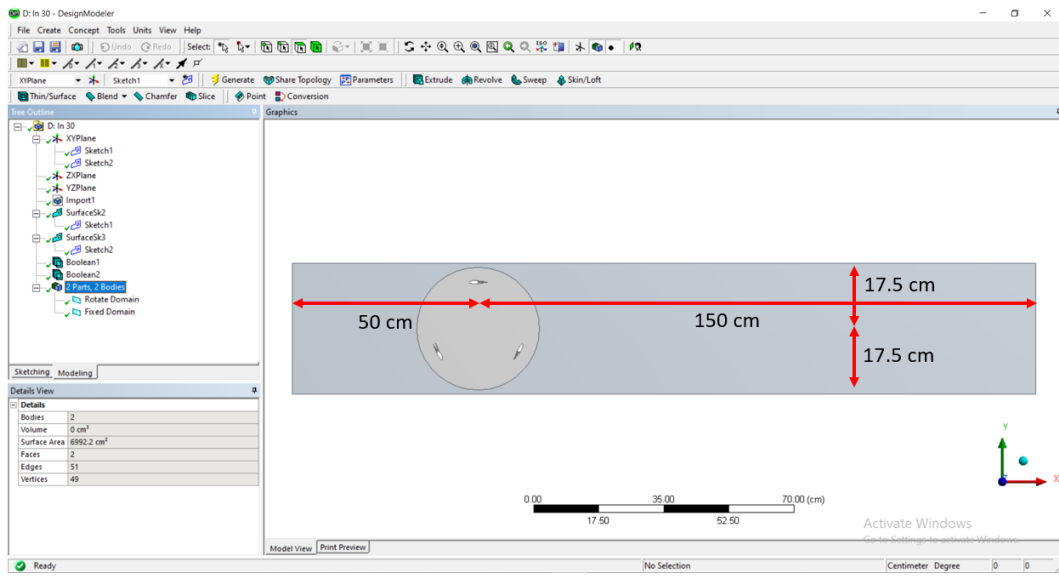 D: In 30 - DesignModeler
File Create Concept Tools Units View Help
Undo Redo Select: ISO
XYPlane Sketch1 Generate Share Topology Parameters Extrude Revolve Sweep Skin/Loft
Thin/Surface Blend Chamfer Slice Point Conversion
Tree Outline
D: In 30
XYPlane
Sketch1
Sketch2
ZXPlane
YZPlane
Import1
SurfaceSk2
Sketch1
SurfaceSk3
Sketch2
Boolean1
Boolean2
2 Parts, 2 Bodies
Rotate Domain
Fixed Domain
Sketching Modeling
Details View
Details
Bodies 2
Volume 0 cm³
Surface Area 6992.2 cm²
Faces 2
Edges 51
Vertices 49
Graphics
17.5 cm
50 cm 150 cm
17.5 cm
Y
X
0.00 35.00 70.00 (cm)
17.50 52.50
Activate Windows
Go to Settings to activate Windows.
Model View Print Preview
Ready No Selection Centimeter Degree 0 0